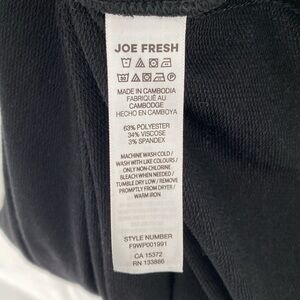 JOE FRESH
MADE IN CAMBODIA
FABRIQUÉ AU
CAMBODGE
HECHO EN CAMBOYA
63% POLYESTER
34% VISCOSE
3% SPANDEX
MACHINE WASH COLD /
WASH WITH LIKE COLOURS /
ONLY NON-CHLORINE
BLEACH WHEN NEEDED /
TUMBLE DRY LOW / REMOVE
PROMPTLY FROM DRYER /
WARM IRON
STYLE NUMBER
F9WP001991
CA 15372
RN 133886